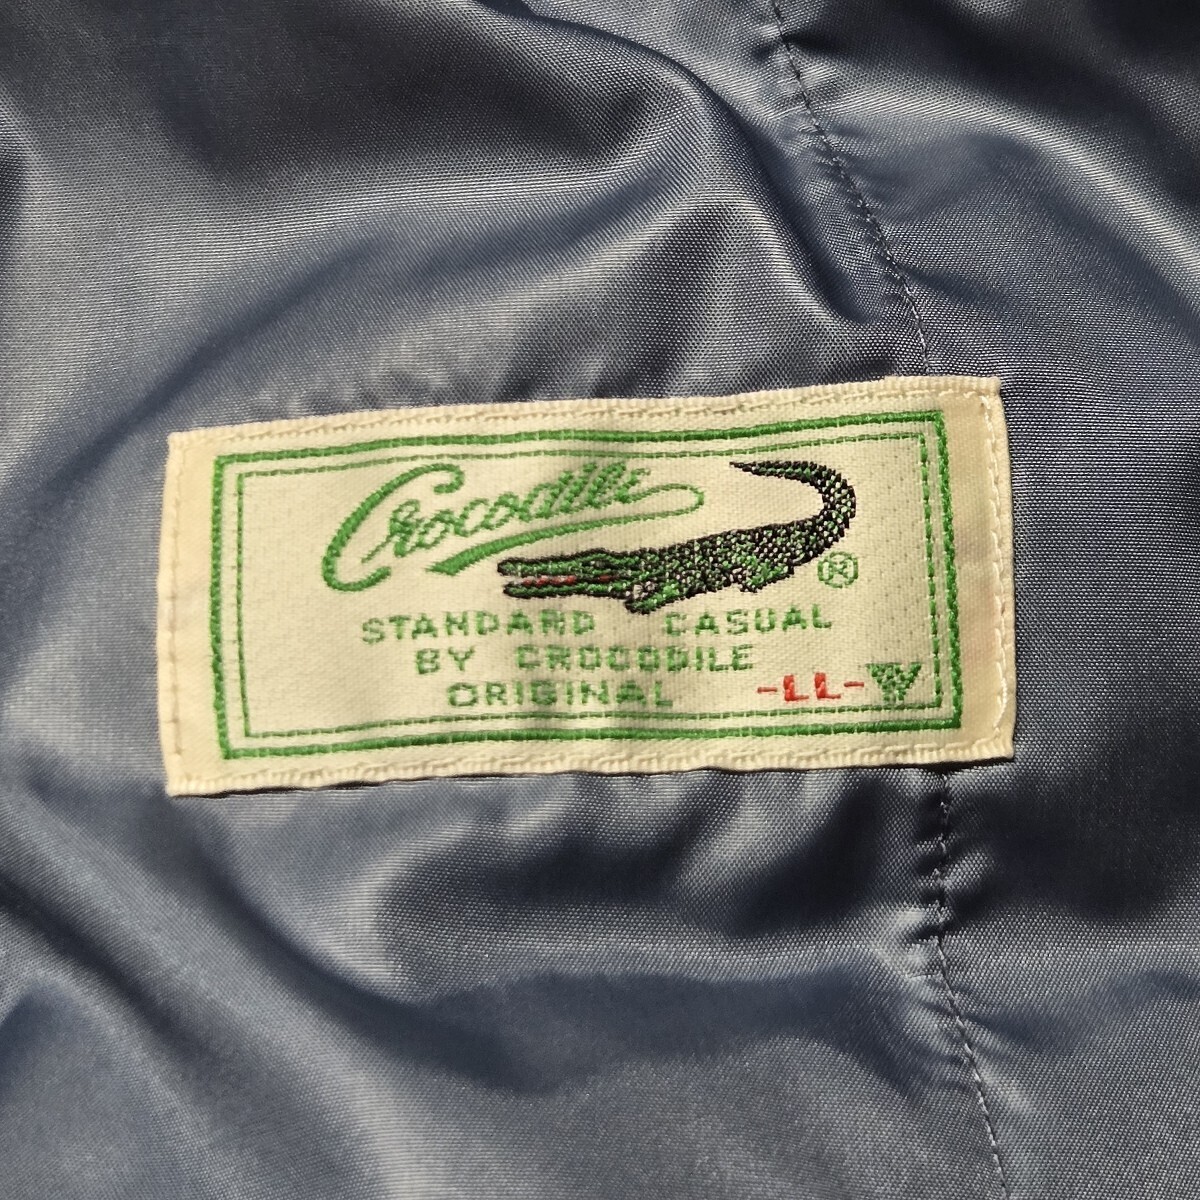 Crocodile
®
STANDARD CASUAL
BY CROCODILE
ORIGINAL -LL-